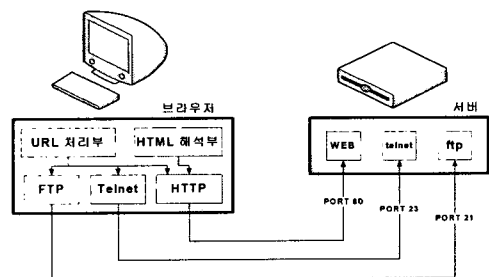 브라우저
서버
URL 처리부
HTML 해석부
WEB
telnet
ftp
FTP
Telnet
HTTP
PORT 80
PORT 23
PORT 21